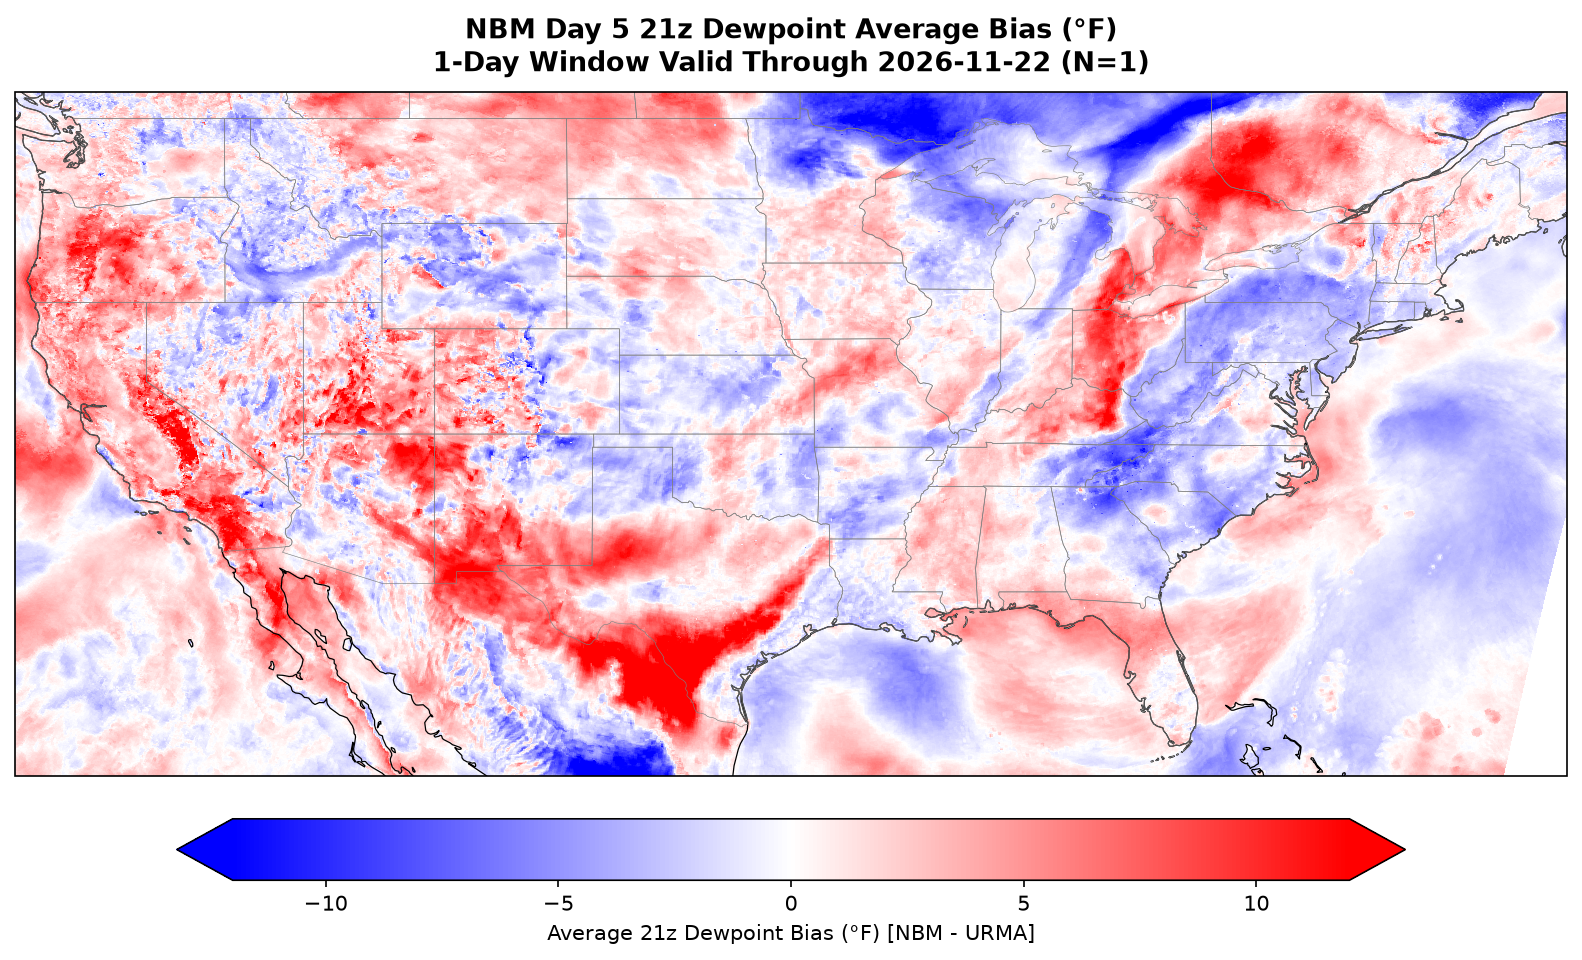 NBM Day 5 21z Dewpoint Average Bias (°F)
1-Day Window Valid Through 2026-11-22 (N=1)
−10 −5 0 5 10
Average 21z Dewpoint Bias (°F) [NBM - URMA]